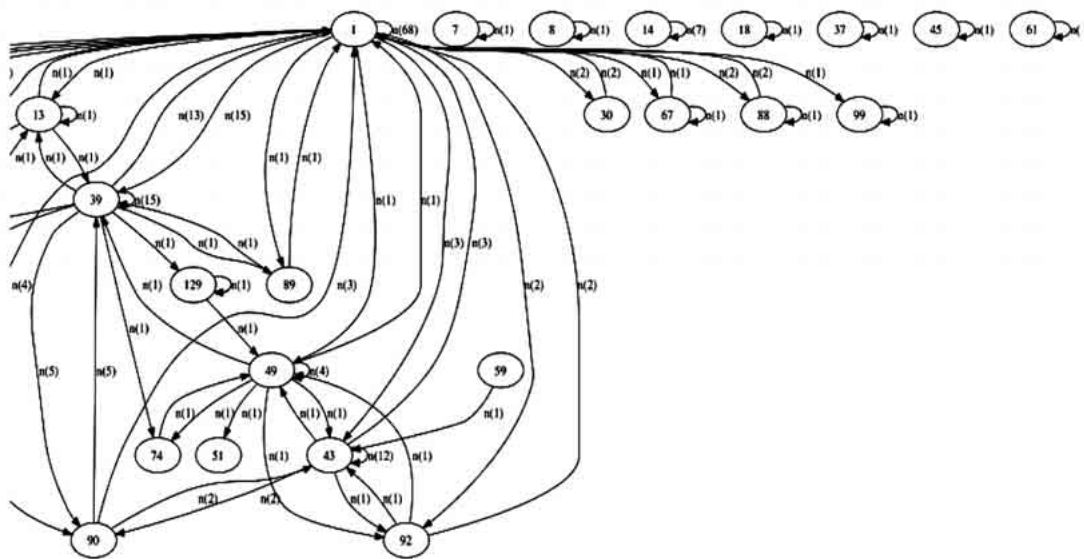 1 n(68) 7 n(1) 8 n(1) 14 n(7) 18 n(1) 37 n(1) 45 n(1) 61 n(
) n(1) n(1) n(2) n(2) n(1) n(1) n(2) n(2) n(1)
13 n(1) n(13) n(15) 30 67 n(1) 88 n(1) 99 n(1)
n(1) n(1) n(1) n(1) n(1)
39 n(15) n(1) n(1)
n(1) n(1) n(1) n(3) n(3)
n(4) 129 n(1) 89 n(1) n(3) n(2) n(2)
n(1) n(1)
49 n(4) 59
n(5) n(5) n(1) n(1) n(1) n(1) n(1) n(1)
74 51 n(1) 43 n(12) n(1)
n(2) n(2) n(1) n(1)
90 92